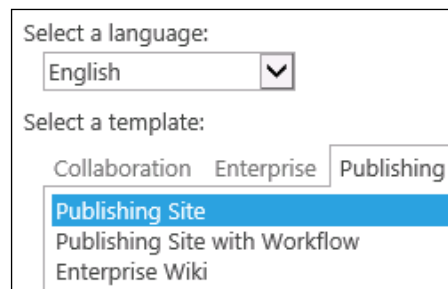 Select a language:
English
Select a template:
Collaboration Enterprise Publishing
Publishing Site
Publishing Site with Workflow
Enterprise Wiki